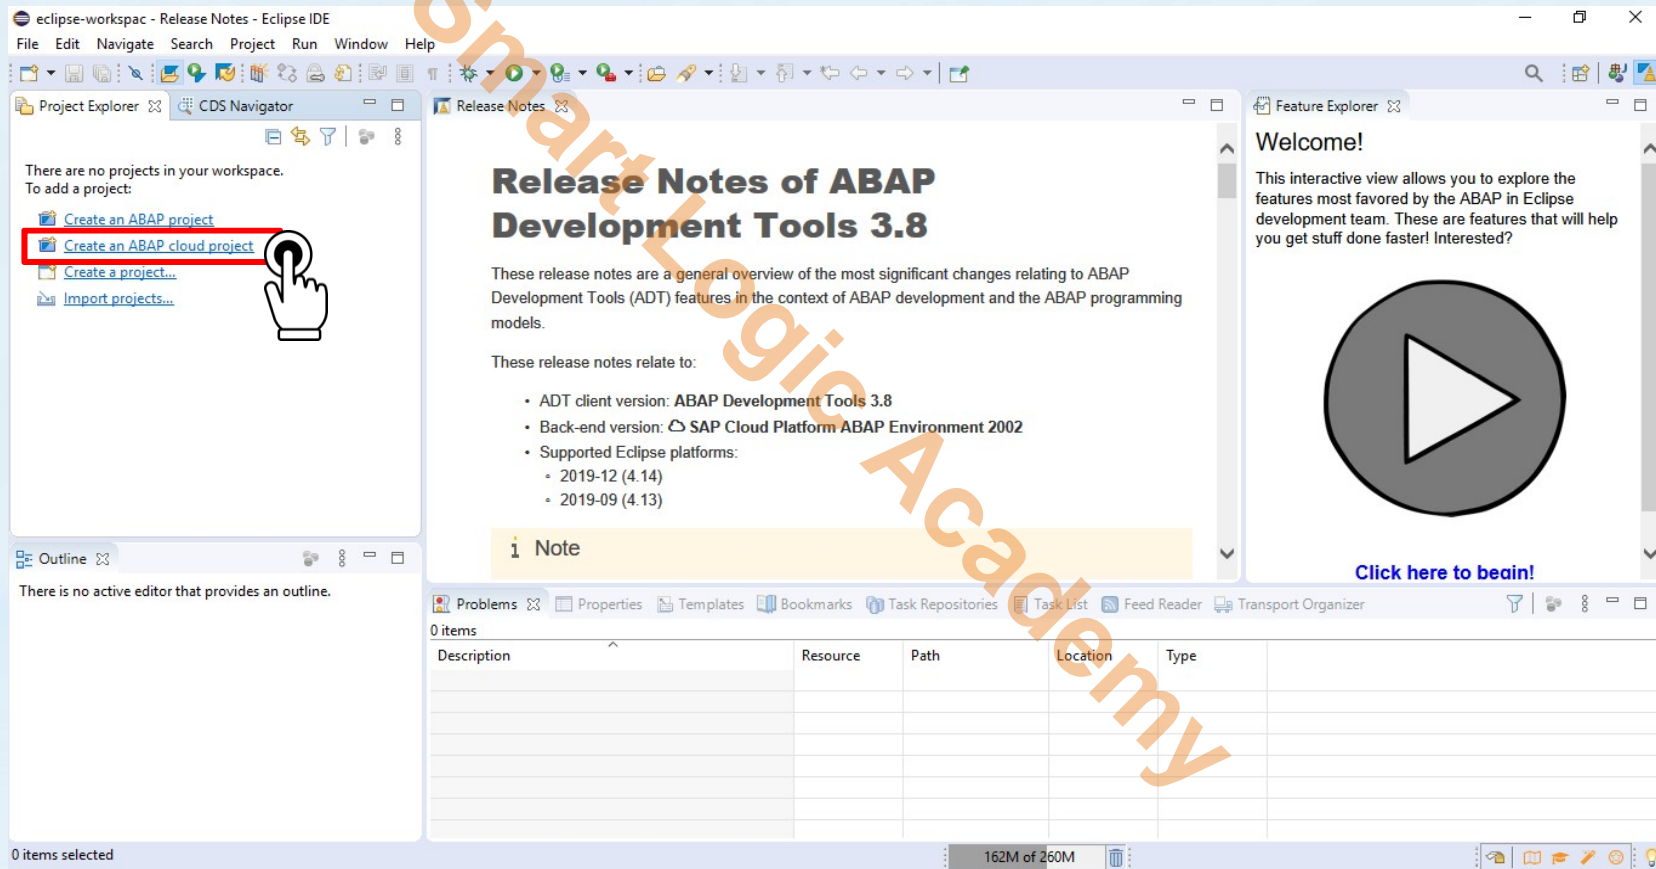 eclipse-workspac - Release Notes - Eclipse IDE
File Edit Navigate Search Project Run Window Help
Project Explorer
CDS Navigator
There are no projects in your workspace.
To add a project:
Create an ABAP project
Create an ABAP cloud project
Create a project...
Import projects...
Outline
There is no active editor that provides an outline.
Release Notes
Release Notes of ABAP
Development Tools 3.8
These release notes are a general overview of the most significant changes relating to ABAP
Development Tools (ADT) features in the context of ABAP development and the ABAP programming
models.
These release notes relate to:
• ADT client version: ABAP Development Tools 3.8
• Back-end version: SAP Cloud Platform ABAP Environment 2002
• Supported Eclipse platforms:
◦ 2019-12 (4.14)
◦ 2019-09 (4.13)
i Note
Feature Explorer
Welcome!
This interactive view allows you to explore the
features most favored by the ABAP in Eclipse
development team. These are features that will help
you get stuff done faster! Interested?
Click here to begin!
Problems Properties Templates Bookmarks Task Repositories Task List Feed Reader Transport Organizer
0 items
Description Resource Path Location Type
0 items selected
162M of 260M
Smart Logic Academy